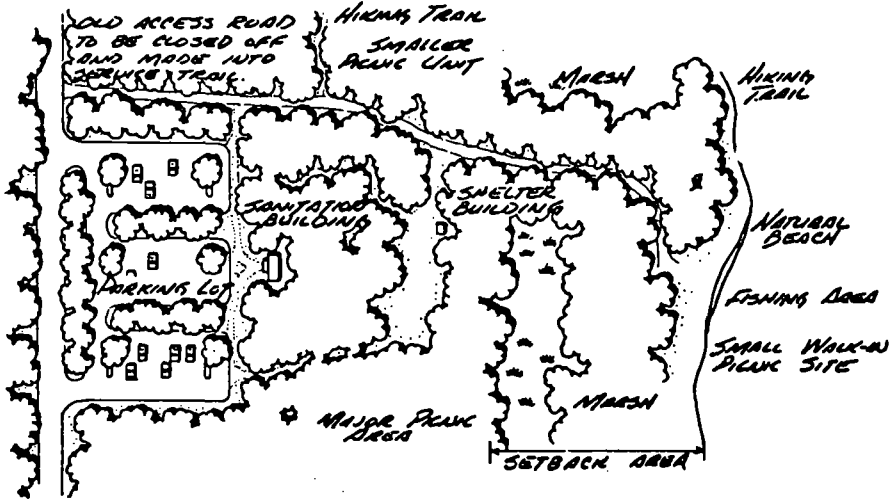 OLD ACCESS ROAD
TO BE CLOSED OFF
AND MADE INTO
SERVICE TRAIL.
HIKING TRAIL
SMALLER
PICNIC UNIT
MARSH
HIKING
TRAIL
SANITATION
BUILDING
SHELTER
BUILDING
NATURAL
BEACH
PARKING LOT
FISHING AREA
SMALL WALK-IN
PICNIC SITE
MAJOR PICNIC
AREA
MARSH
SETBACK AREA